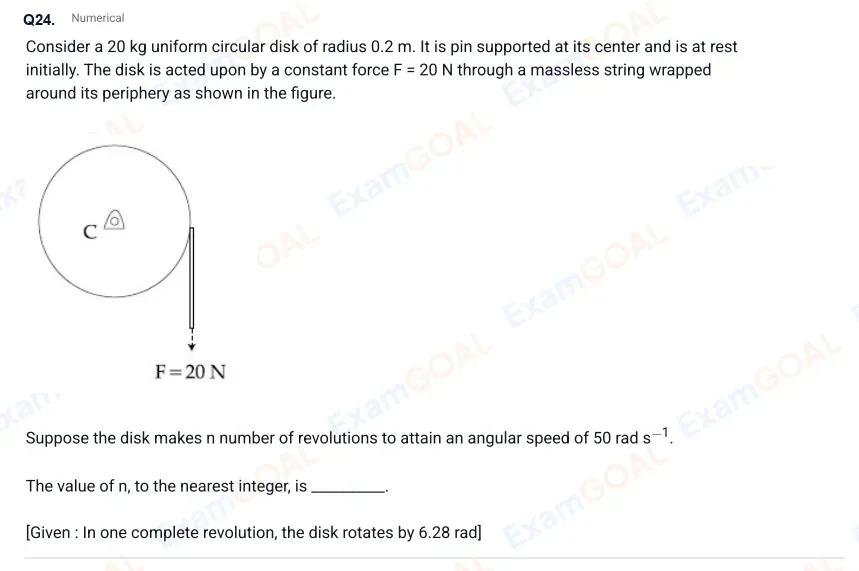 Q24. Numerical
Consider a 20 kg uniform circular disk of radius 0.2 m. It is pin supported at its center and is at rest
initially. The disk is acted upon by a constant force F = 20 N through a massless string wrapped
around its periphery as shown in the figure.
C
F = 20 N
Suppose the disk makes n number of revolutions to attain an angular speed of 50 rad s⁻¹.
The value of n, to the nearest integer, is ________.
[Given : In one complete revolution, the disk rotates by 6.28 rad]
ExamGOAL